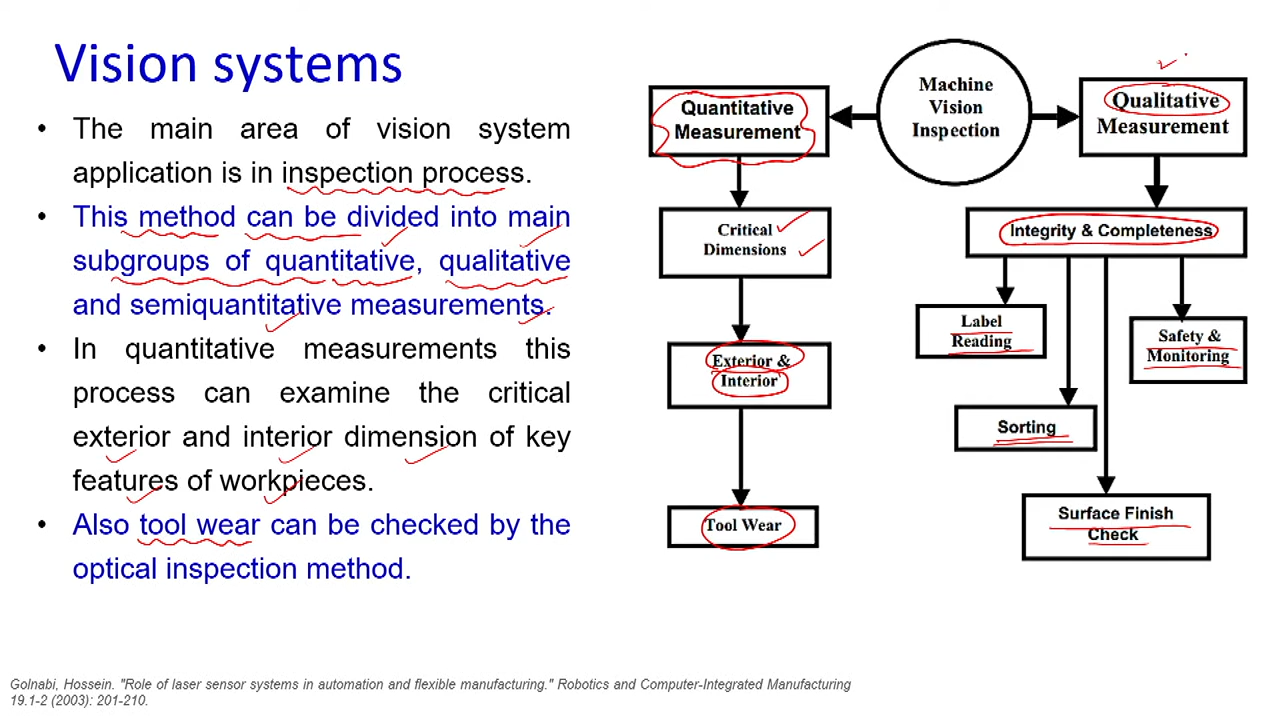 Vision systems
• The main area of vision system
application is in inspection process.
• This method can be divided into main
subgroups of quantitative, qualitative
and semiquantitative measurements.
• In quantitative measurements this
process can examine the critical
exterior and interior dimension of key
features of workpieces.
• Also tool wear can be checked by the
optical inspection method.
Machine
Vision
Inspection
Quantitative
Measurement
Critical
Dimensions
Exterior &
Interior
Tool Wear
Qualitative
Measurement
Integrity & Completeness
Label
Reading
Sorting
Surface Finish
Check
Safety &
Monitoring
Golnabi, Hossein. "Role of laser sensor systems in automation and flexible manufacturing." Robotics and Computer-Integrated Manufacturing
19.1-2 (2003): 201-210.